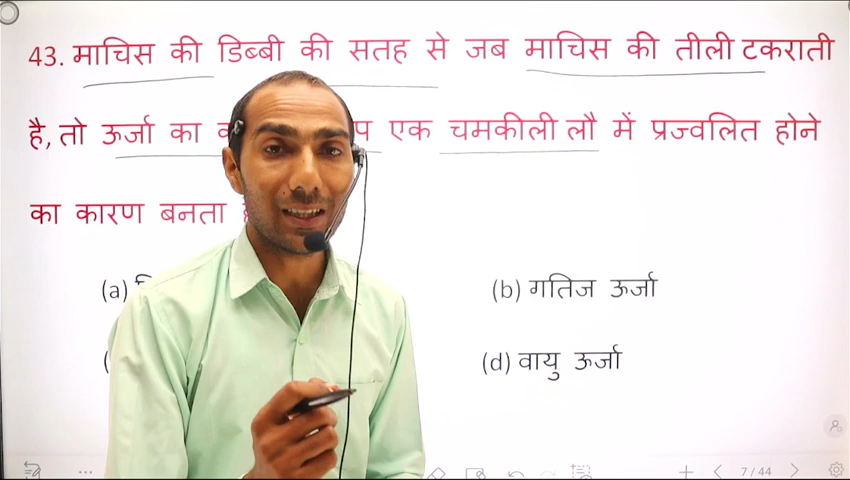 43. माचिस की डिब्बी की सतह से जब माचिस की तीली टकराती
है, तो ऊर्जा का एक चमकीली लौ में प्रज्वलित होने
का कारण बनता
(a)
(b) गतिज ऊर्जा
(d) वायु ऊर्जा
7/44